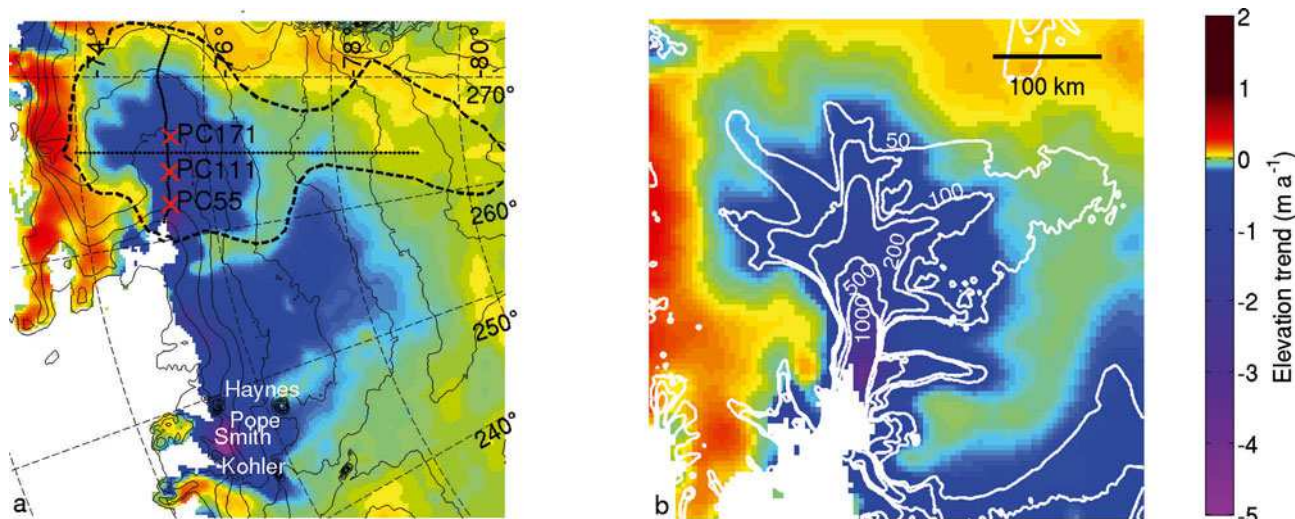 -74°
-76°
-78°
-80°
270°
PC171
PC111
PC55
260°
250°
Haynes
Pope
Smith
Kohler
240°
a
100 km
50
100
200
500
1000
b
2
1
0
-1
-2
-3
-4
-5
Elevation trend (m a⁻¹)